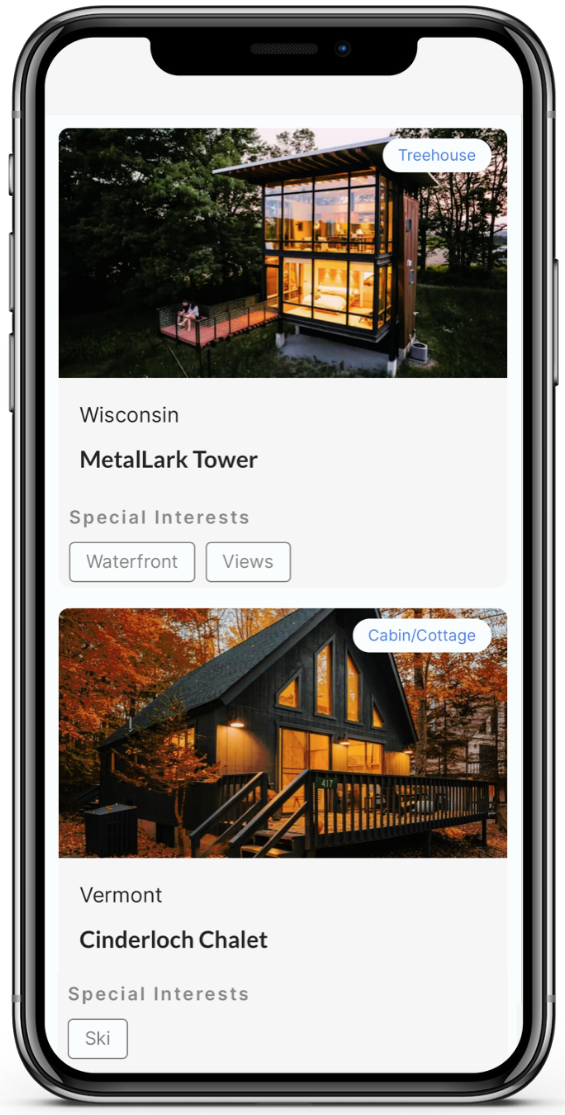 Treehouse
Wisconsin
MetalLark Tower
Special Interests
Waterfront Views
Cabin/Cottage
417
Vermont
Cinderloch Chalet
Special Interests
Ski